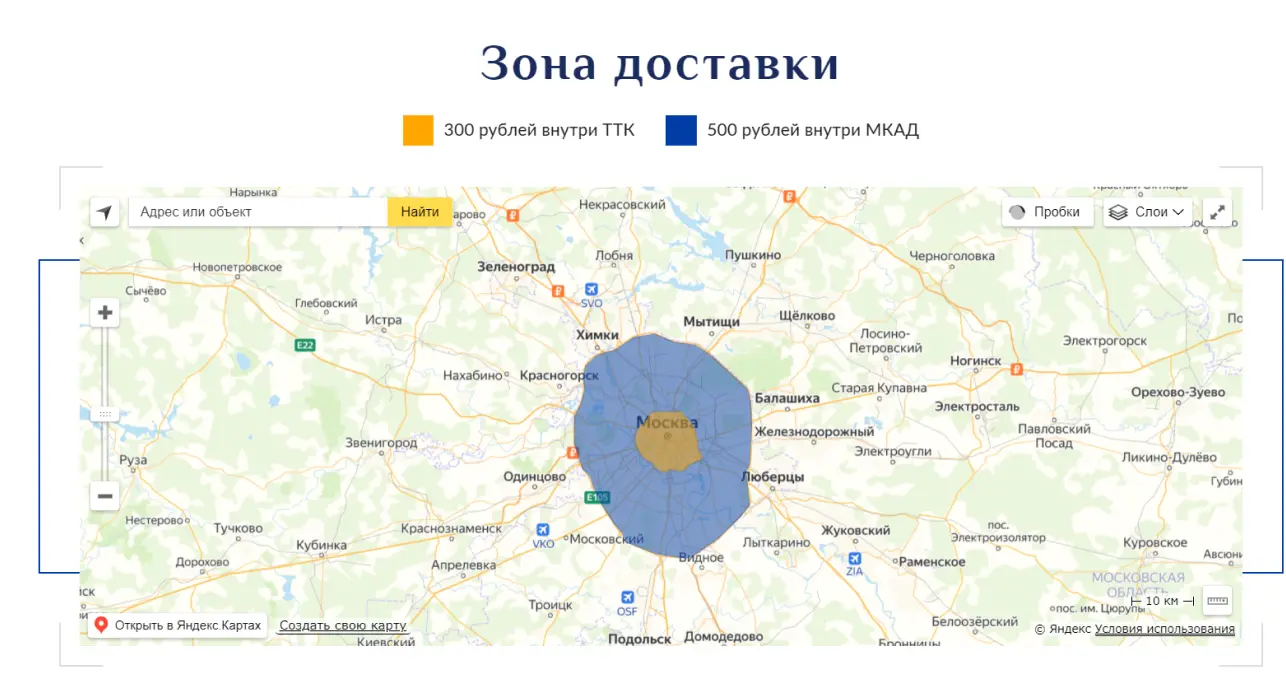 Зона доставки
300 рублей внутри ТТК
500 рублей внутри МКАД
Нарынка
Некрасовский
Адрес или объект
Найти
арово
Пробки
Слои
Зеленоград
Лобня
Пушкино
Черноголовка
Новопетровское
Сычёво
Глебовский
SVO
Истра
Химки
Мытищи
Щёлково
Лосино-
Петровский
Электрогорск
E22
Нахабино
Красногорск
Ногинск
Балашиха
Старая Купавна
Орехово-Зуево
Электросталь
Москва
Железнодорожный
Павловский
Посад
Звенигород
Электроугли
Руза
Одинцово
Люберцы
Ликино-Дулёво
E105
Нестерово
Тучково
Краснознаменск
VKO
Московский
Лыткарино
Жуковский
пос.
Электроизолятор
Куровское
Кубинка
Дорохово
Апрелевка
Видное
ZIA
Раменское
МОСКОВСКАЯ
ОБЛАСТЬ
Троицк
OSF
10 км
пос. им. Цюрупы
Открыть в Яндекс.Картах
Создать свою карту
Белоозёрский
© Яндекс Условия использования
Киевский
Подольск
Домодедово
Бронницы